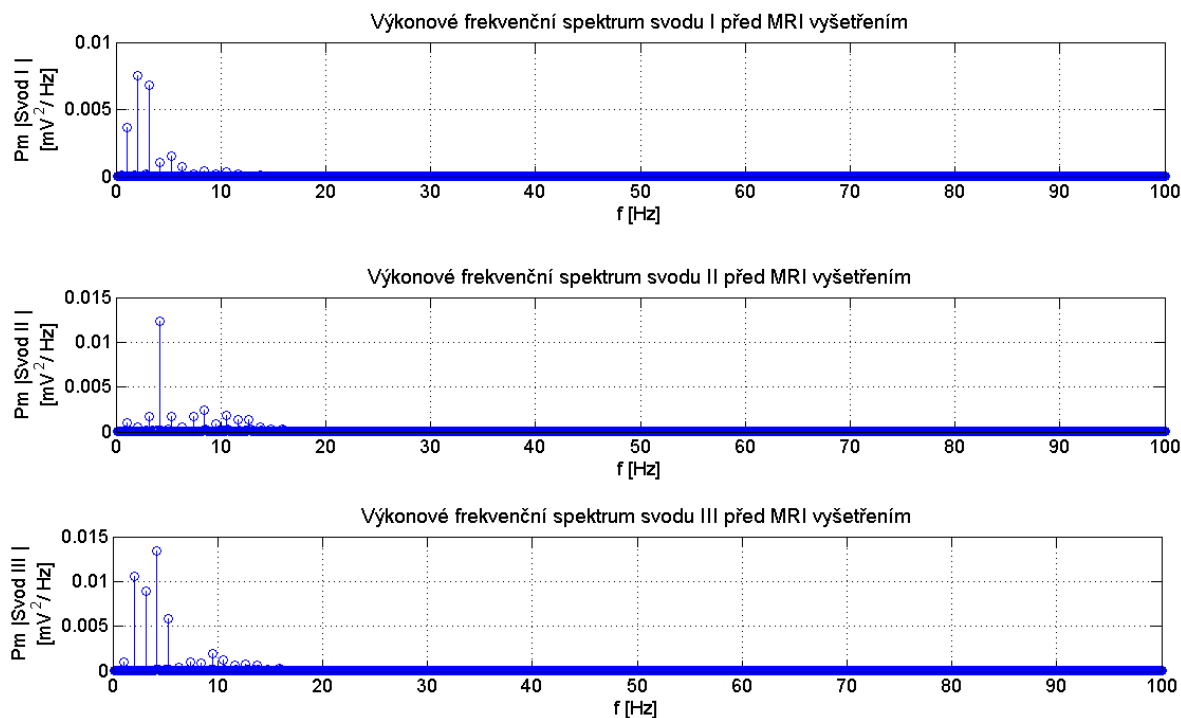 Výkonové frekvenční spektrum svodu I před MRI vyšetřením
Pm |Svod I |
[mV²/ Hz]
0.01
0.005
0
0 10 20 30 40 50 60 70 80 90 100
f [Hz]
Výkonové frekvenční spektrum svodu II před MRI vyšetřením
Pm |Svod II |
[mV²/ Hz]
0.015
0.01
0.005
0
0 10 20 30 40 50 60 70 80 90 100
f [Hz]
Výkonové frekvenční spektrum svodu III před MRI vyšetřením
Pm |Svod III |
[mV²/ Hz]
0.015
0.01
0.005
0
0 10 20 30 40 50 60 70 80 90 100
f [Hz]